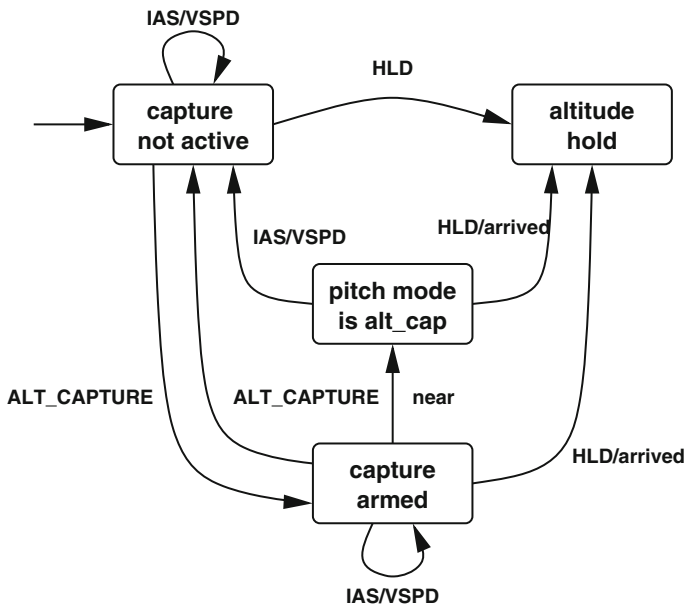 IAS/VSPD
HLD
capture
not active
altitude
hold
IAS/VSPD
HLD/arrived
pitch mode
is alt_cap
ALT_CAPTURE
ALT_CAPTURE
near
capture
armed
HLD/arrived
IAS/VSPD